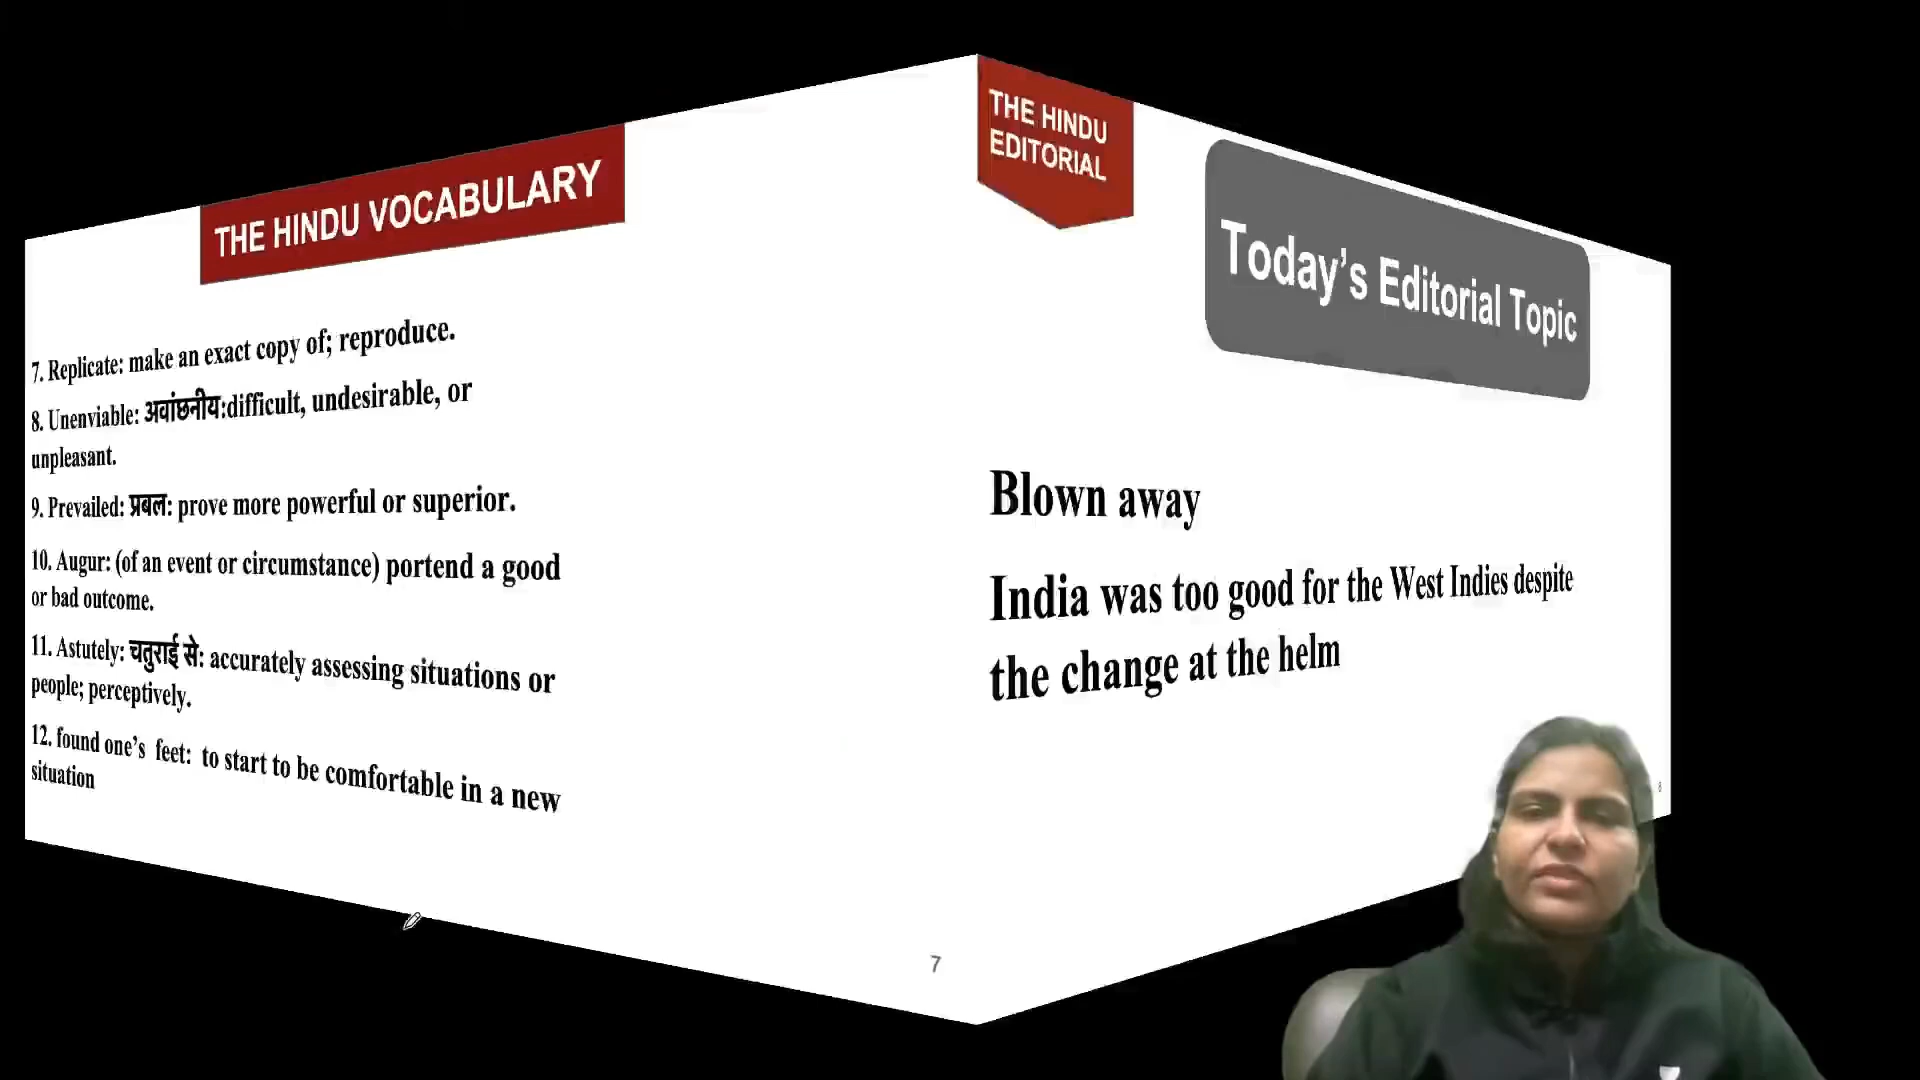 THE HINDU VOCABULARY
7. Replicate: make an exact copy of; reproduce.
8. Unenviable: अवांछनीय:difficult, undesirable, or
unpleasant.
9. Prevailed: प्रबल: prove more powerful or superior.
10. Augur: (of an event or circumstance) portend a good
or bad outcome.
11. Astutely: चतुराई से: accurately assessing situations or
people; perceptively.
12. found one’s feet: to start to be comfortable in a new
situation
7
THE HINDU
EDITORIAL
Today’s Editorial Topic
Blown away
India was too good for the West Indies despite
the change at the helm
8